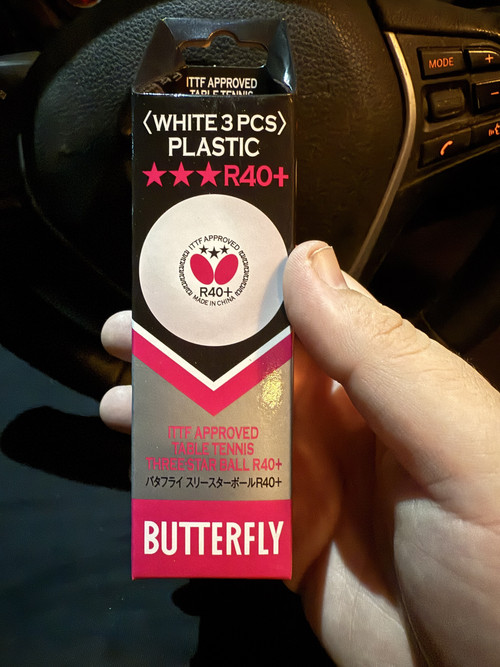 ITTF APPROVED
TABLE TENNIS
〈WHITE 3 PCS〉
PLASTIC
★★★R40+
ITTF APPROVED
★★★
R40+
MADE IN CHINA
ITTF APPROVED
TABLE TENNIS
THREE-STAR BALL R40+
バタフライ スリースターボールR40+
BUTTERFLY
MODE
+
−